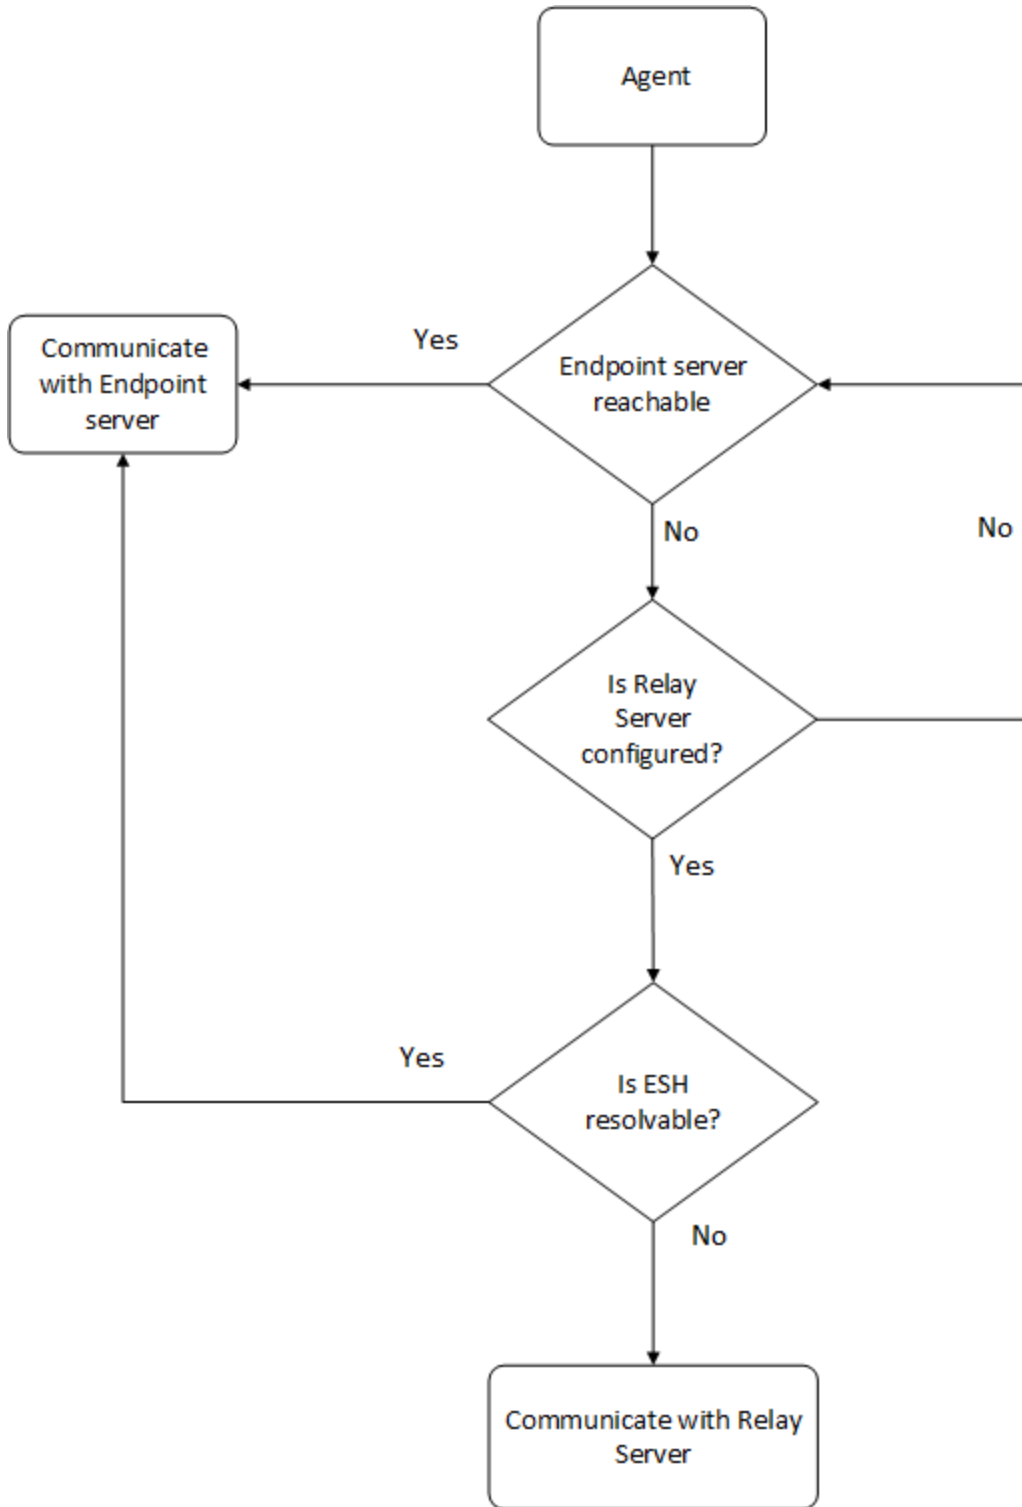 Agent
Yes
Communicate
with Endpoint
server
Endpoint server
reachable
No
No
Is Relay
Server
configured?
Yes
Yes
Is ESH
resolvable?
No
Communicate with Relay
Server